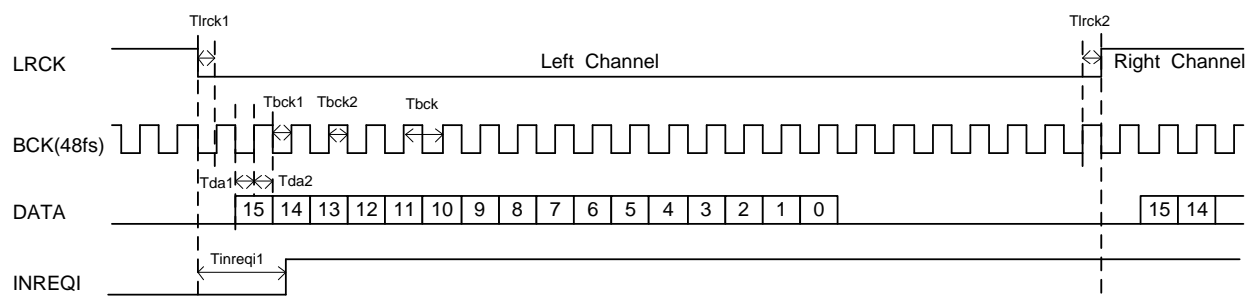 Tlrck1 Tlrck2
LRCK Left Channel Right Channel
Tbck1 Tbck2 Tbck
BCK(48fs)
Tda1 Tda2
DATA 15 14 13 12 11 10 9 8 7 6 5 4 3 2 1 0 15 14
Tinreqi1
INREQI